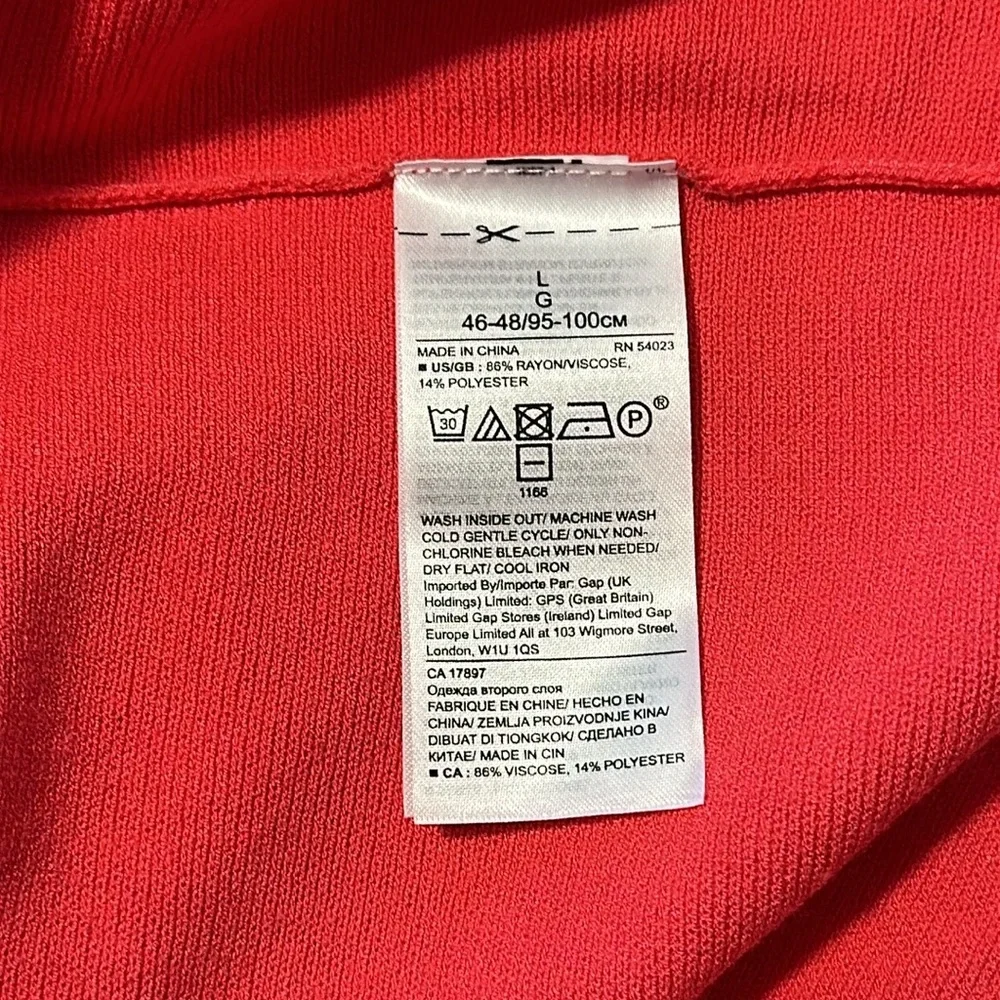 L
G
46-48/95-100CM
MADE IN CHINA RN 54023
■ US/GB : 86% RAYON/VISCOSE,
14% POLYESTER
30 P ®
1166
WASH INSIDE OUT/ MACHINE WASH
COLD GENTLE CYCLE/ ONLY NON-
CHLORINE BLEACH WHEN NEEDED/
DRY FLAT/ COOL IRON
Imported By/Importe Par: Gap (UK
Holdings) Limited: GPS (Great Britain)
Limited Gap Stores (Ireland) Limited Gap
Europe Limited All at 103 Wigmore Street,
London, W1U 1QS
CA 17897
Одежда второго слоя
FABRIQUE EN CHINE/ HECHO EN
CHINA/ ZEMLJA PROIZVODNJE KINA/
DIBUAT DI TIONGKOK/ СДЕЛАНО В
КИТАЕ/ MADE IN CIN
■ CA : 86% VISCOSE, 14% POLYESTER